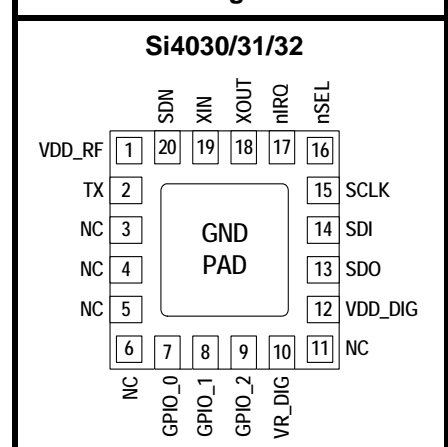 Si4030/31/32
SDN
XIN
XOUT
nIRQ
nSEL
VDD_RF 1 20 19 18 17 16
TX 2 15 SCLK
NC 3 GND 14 SDI
NC 4 PAD 13 SDO
NC 5 12 VDD_DIG
6 7 8 9 10 11 NC
NC
GPIO_0
GPIO_1
GPIO_2
VR_DIG